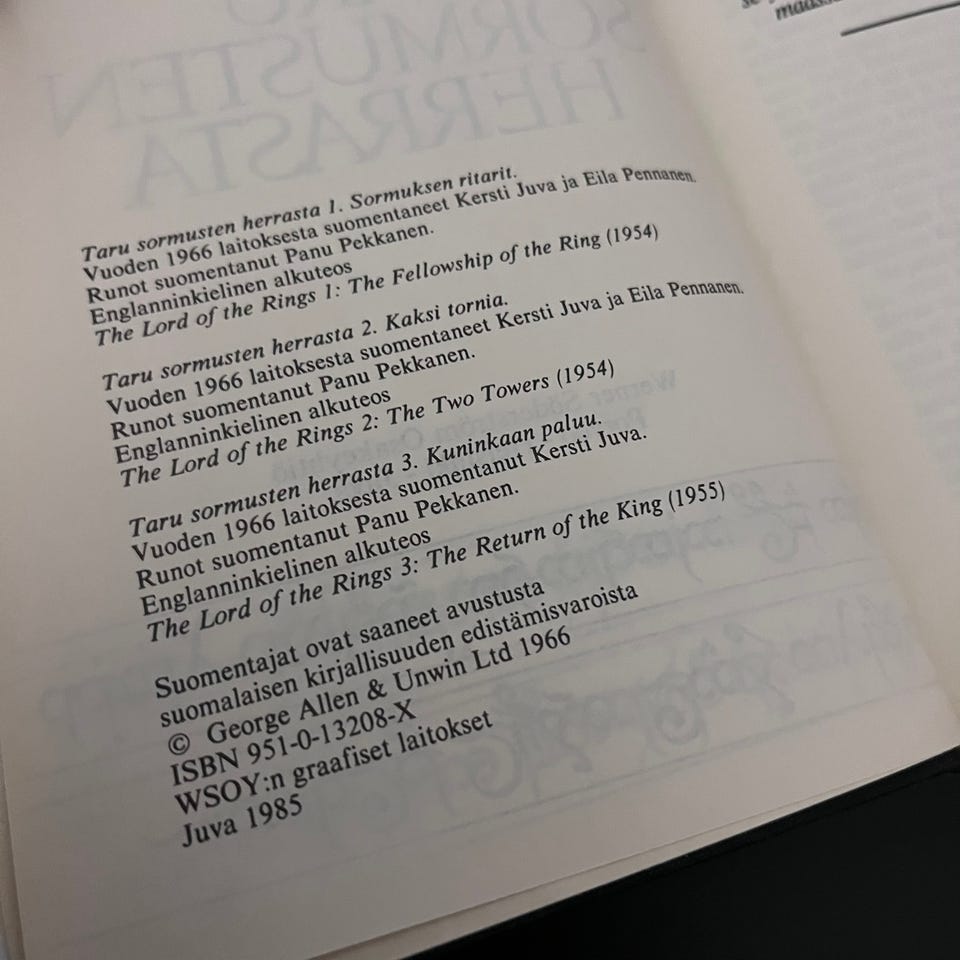 Taru sormusten herrasta 1. Sormuksen ritarit.
Vuoden 1966 laitoksesta suomentaneet Kersti Juva ja Eila Pennanen.
Runot suomentanut Panu Pekkanen.
Englanninkielinen alkuteos
The Lord of the Rings 1: The Fellowship of the Ring (1954)
Taru sormusten herrasta 2. Kaksi tornia.
Vuoden 1966 laitoksesta suomentaneet Kersti Juva ja Eila Pennanen.
Runot suomentanut Panu Pekkanen.
Englanninkielinen alkuteos
The Lord of the Rings 2: The Two Towers (1954)
Taru sormusten herrasta 3. Kuninkaan paluu.
Vuoden 1966 laitoksesta suomentanut Kersti Juva.
Runot suomentanut Panu Pekkanen.
Englanninkielinen alkuteos
The Lord of the Rings 3: The Return of the King (1955)
Suomentajat ovat saaneet avustusta
suomalaisen kirjallisuuden edistämisvaroista
© George Allen & Unwin Ltd 1966
ISBN 951-0-13208-X
WSOY:n graafiset laitokset
Juva 1985
SORMUSTEN
HERRASTA